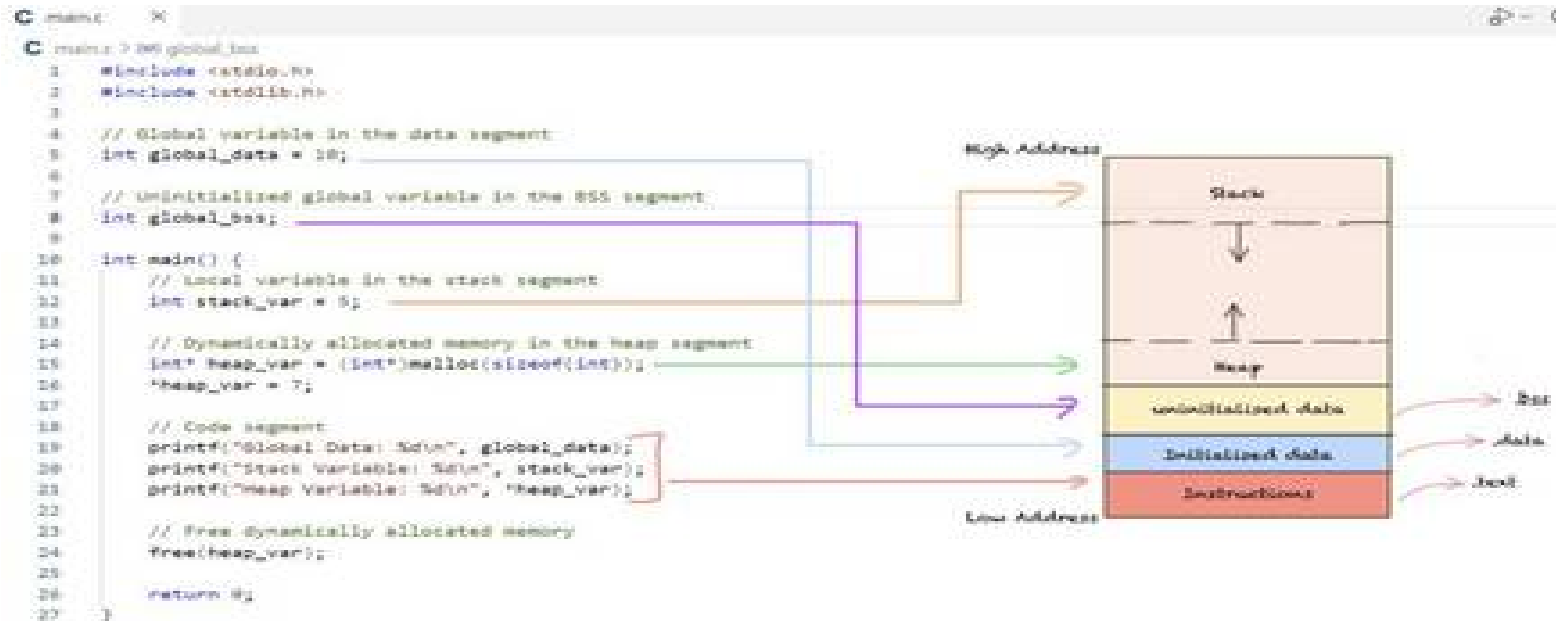 main.c
main.c > global_bss
1 #include <stdio.h>
2 #include <stdlib.h>
3
4 // Global variable in the data segment
5 int global_data = 10;
6
7 // Uninitialized global variable in the BSS segment
8 int global_bss;
9
10 int main() {
11 // Local variable in the stack segment
12 int stack_var = 5;
13
14 // Dynamically allocated memory in the heap segment
15 int* heap_var = (int*)malloc(sizeof(int));
16 *heap_var = 7;
17
18 // Code segment
19 printf("Global Data: %d\n", global_data);
20 printf("Stack Variable: %d\n", stack_var);
21 printf("Heap Variable: %d\n", *heap_var);
22
23 // Free dynamically allocated memory
24 free(heap_var);
25
26 return 0;
27 }
High Address
Stack
Heap
uninitialized data
.bss
Initialized data
.data
Instructions
.text
Low Address